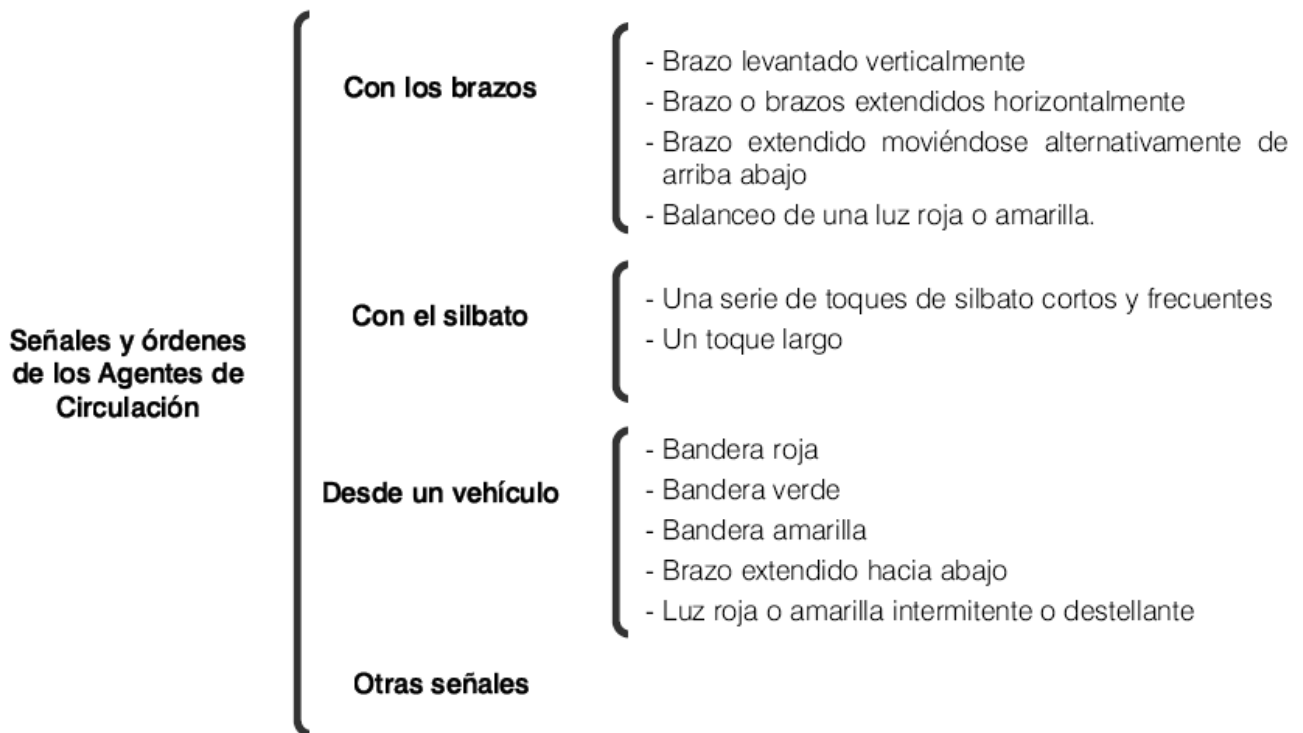 Señales y órdenes
de los Agentes de
Circulación
Con los brazos
- Brazo levantado verticalmente
- Brazo o brazos extendidos horizontalmente
- Brazo extendido moviéndose alternativamente de
arriba abajo
- Balanceo de una luz roja o amarilla.
Con el silbato
- Una serie de toques de silbato cortos y frecuentes
- Un toque largo
Desde un vehículo
- Bandera roja
- Bandera verde
- Bandera amarilla
- Brazo extendido hacia abajo
- Luz roja o amarilla intermitente o destellante
Otras señales